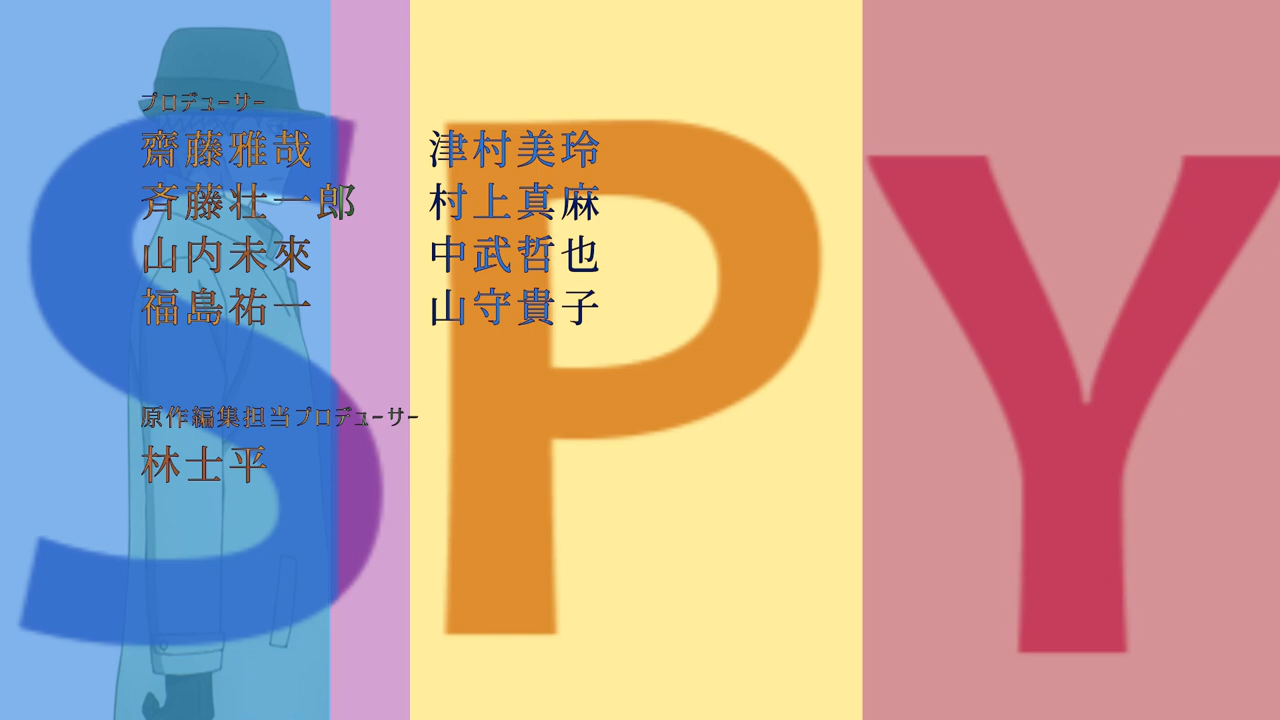 プロデューサー
齋藤雅哉
斉藤壮一郎
山内未來
福島祐一
津村美玲
村上真麻
中武哲也
山守貴子
原作編集担当プロデューサー
林士平
SPY